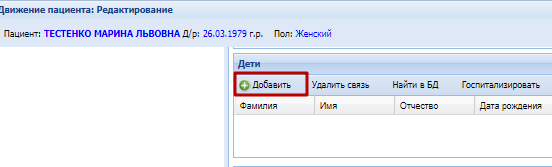 Движение пациента: Редактирование
Пациент: ТЕСТЕНКО МАРИНА ЛЬВОВНА Д/р: 26.03.1979 г.р. Пол: Женский
Дети
Добавить Удалить связь Найти в БД Госпитализировать
Фамилия Имя Отчество Дата рождения